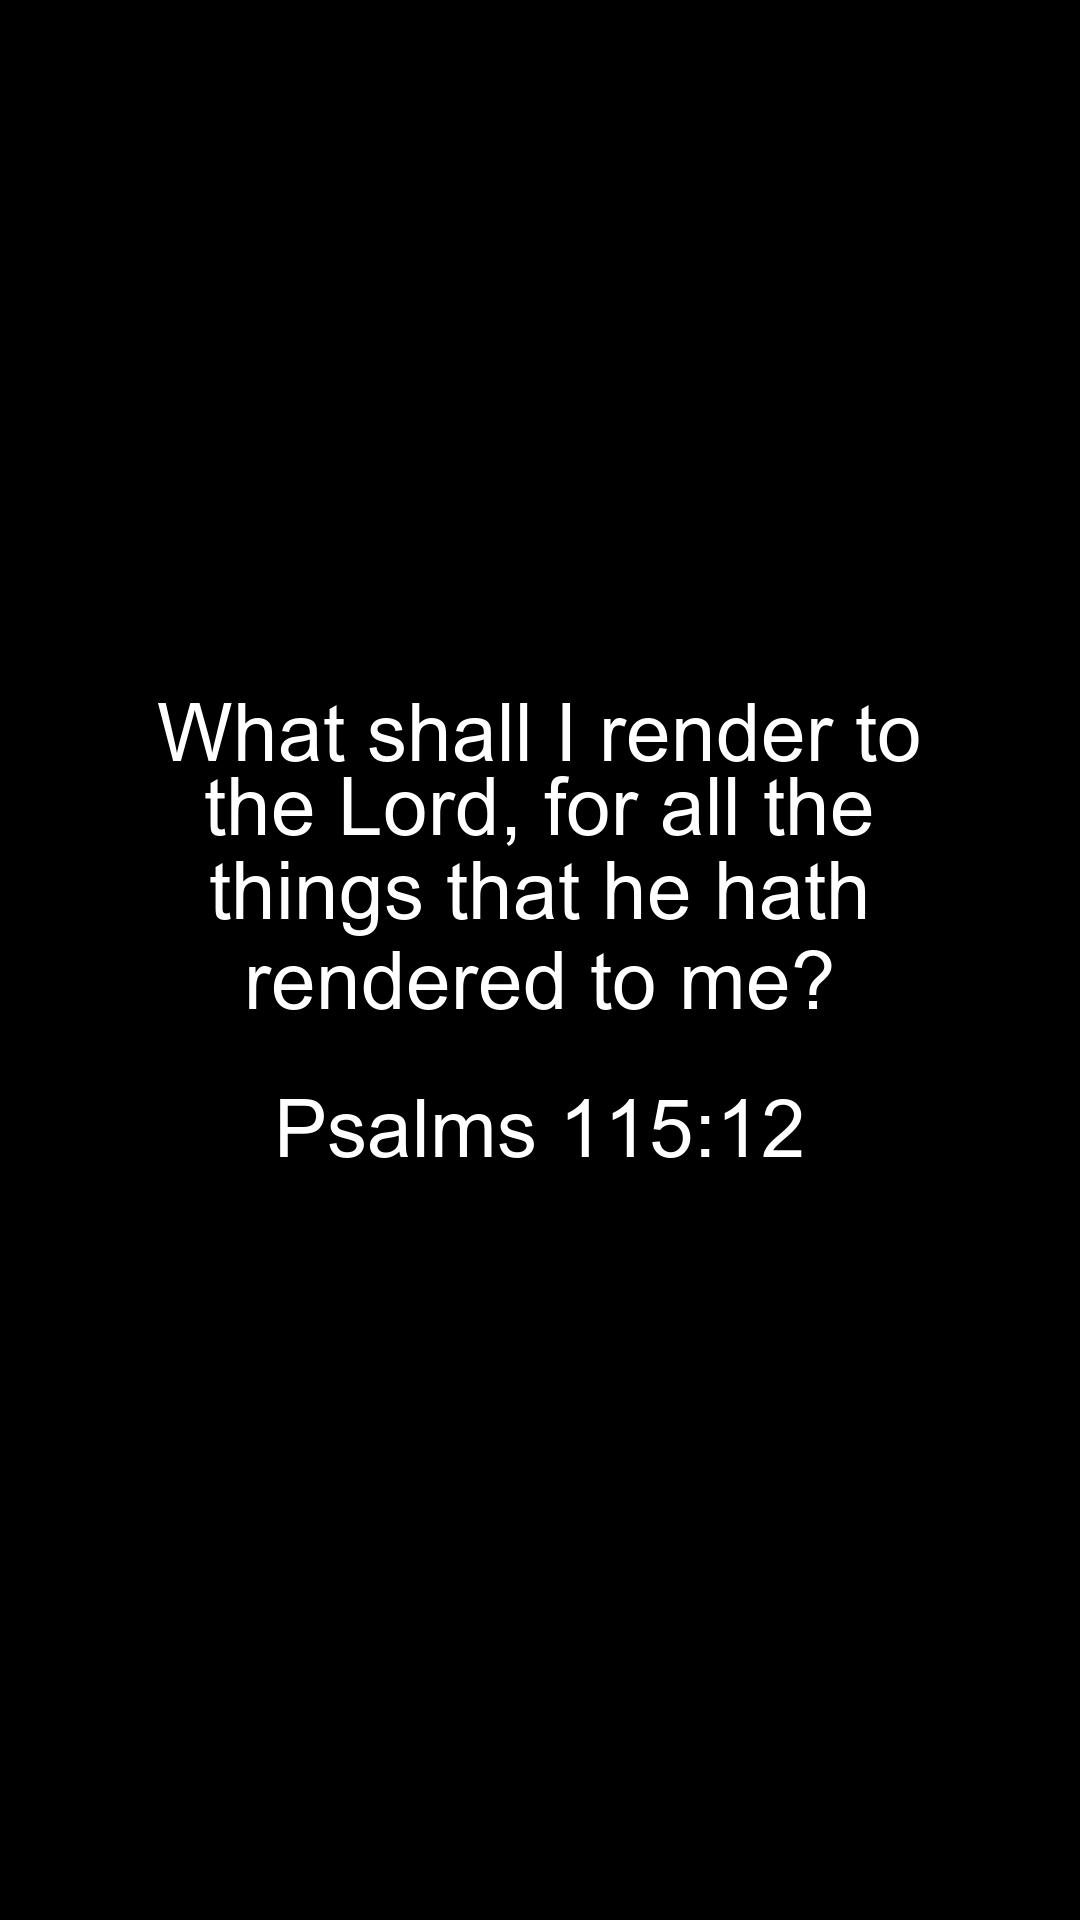 What shall I render to
the Lord, for all the
things that he hath
rendered to me?
Psalms 115:12